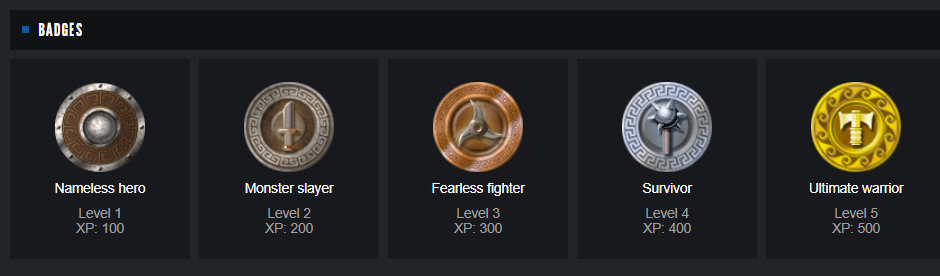 BADGES
Nameless hero
Level 1
XP: 100
Monster slayer
Level 2
XP: 200
Fearless fighter
Level 3
XP: 300
Survivor
Level 4
XP: 400
Ultimate warrior
Level 5
XP: 500